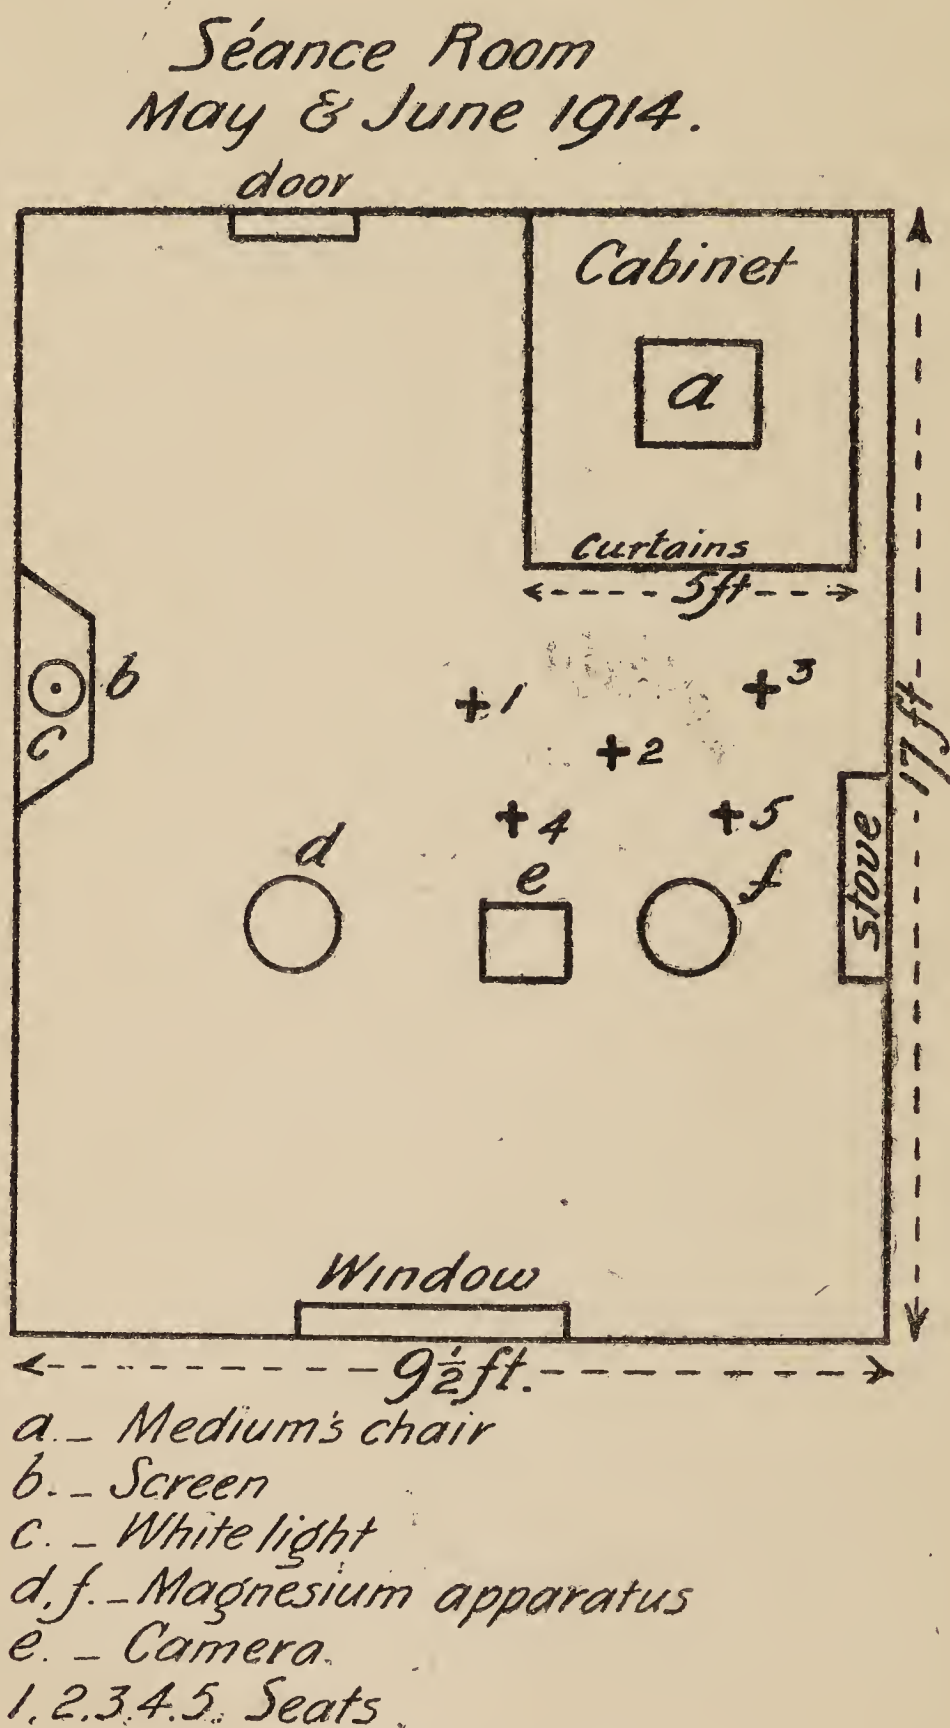 Séance Room
May & June 1914.
door
Cabinet
a
Curtains
5ft
b
c
1
3
2
17ft
4
5
d
e
f
stove
Window
9½ft.
a. - Medium's chair
b. - Screen
c. - White light
d.f. - Magnesium apparatus
e. - Camera.
1.2.3.4.5. Seats.